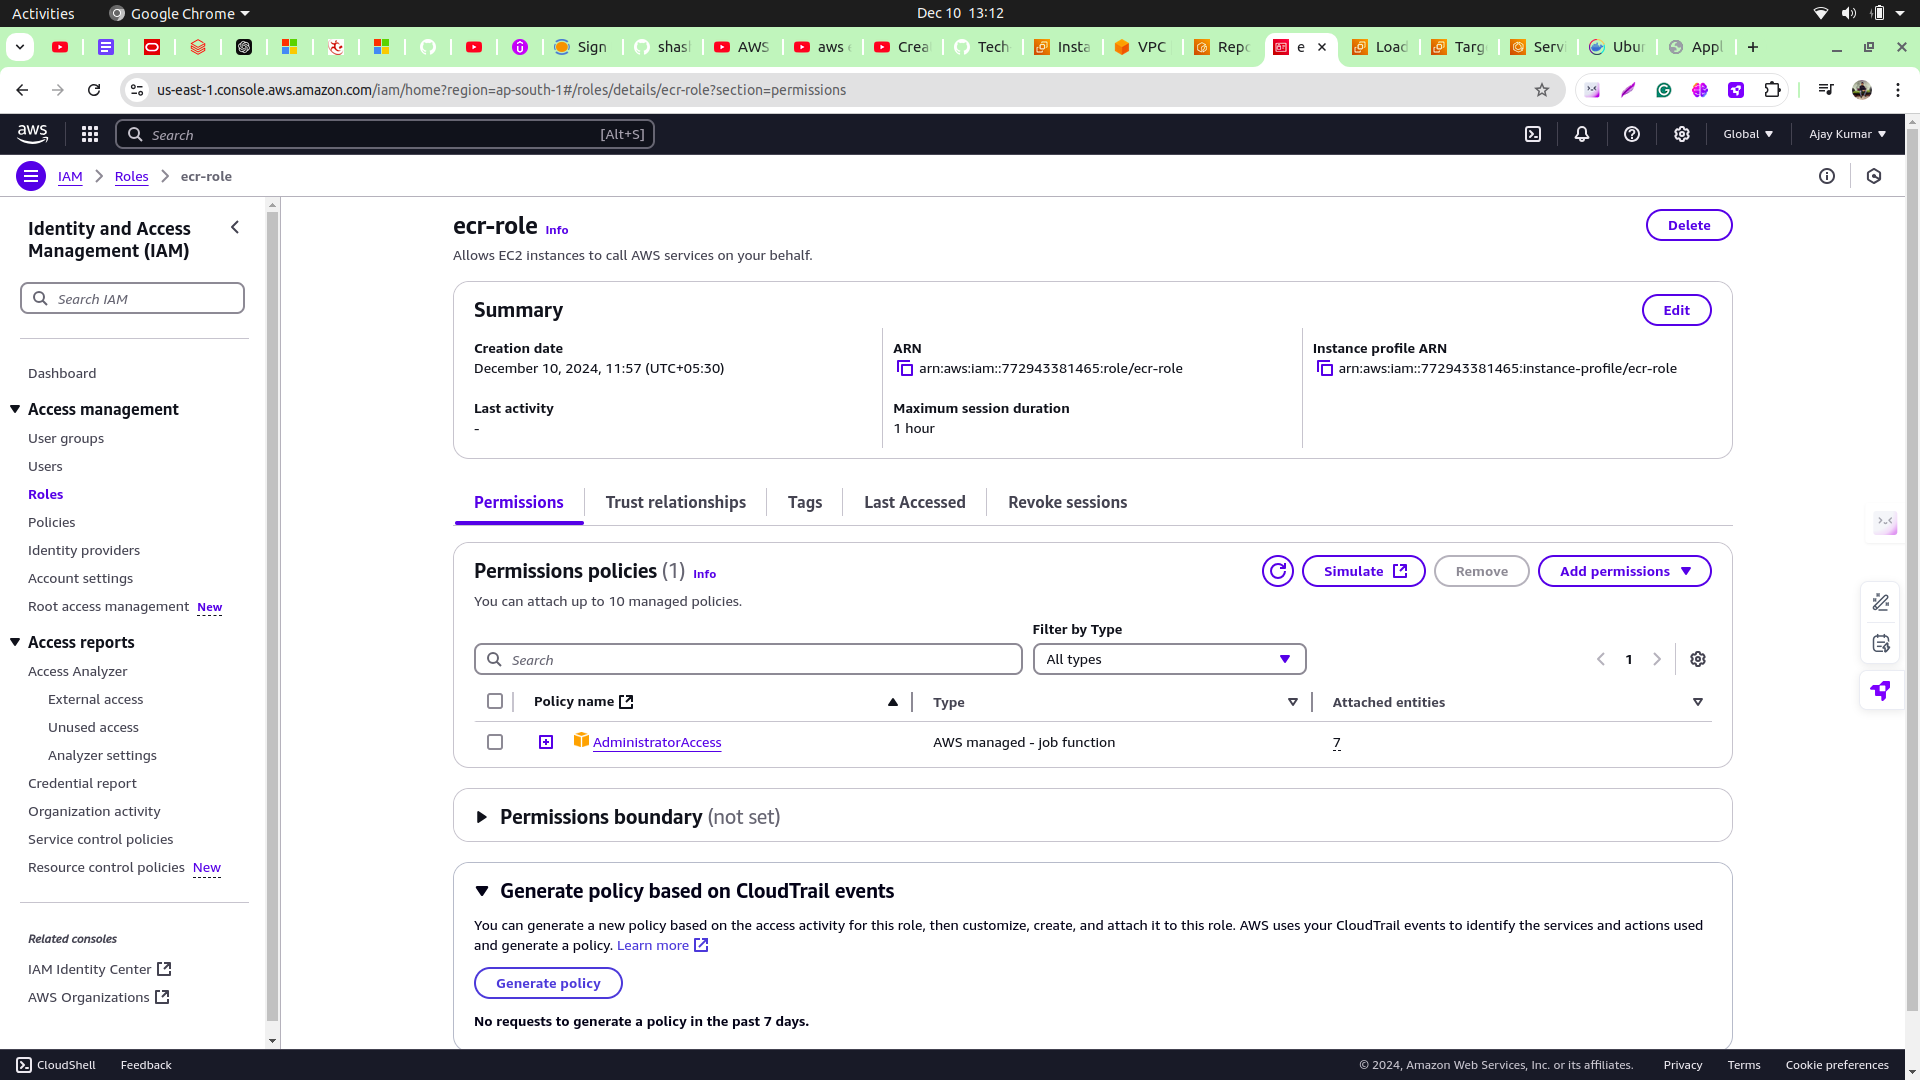 Activities
Google Chrome
Dec 10 13:12
Sign
shas
AWS
aws
Crea
Tech
Insta
VPC
Repo
e
Load
Targ
Servi
Ubun
Appl
us-east-1.console.aws.amazon.com/iam/home?region=ap-south-1#/roles/details/ecr-role?section=permissions
aws
Search
[Alt+S]
Global
Ajay Kumar
IAM
Roles
ecr-role
Identity and Access
Management (IAM)
Search IAM
Dashboard
Access management
User groups
Users
Roles
Policies
Identity providers
Account settings
Root access management New
Access reports
Access Analyzer
External access
Unused access
Analyzer settings
Credential report
Organization activity
Service control policies
Resource control policies New
Related consoles
IAM Identity Center
AWS Organizations
ecr-role Info
Delete
Allows EC2 instances to call AWS services on your behalf.
Summary
Edit
Creation date
December 10, 2024, 11:57 (UTC+05:30)
ARN
arn:aws:iam::772943381465:role/ecr-role
Instance profile ARN
arn:aws:iam::772943381465:instance-profile/ecr-role
Last activity
-
Maximum session duration
1 hour
Permissions
Trust relationships
Tags
Last Accessed
Revoke sessions
Permissions policies (1) Info
Simulate
Remove
Add permissions
You can attach up to 10 managed policies.
Filter by Type
Search
All types
1
Policy name
Type
Attached entities
AdministratorAccess
AWS managed - job function
7
Permissions boundary (not set)
Generate policy based on CloudTrail events
You can generate a new policy based on the access activity for this role, then customize, create, and attach it to this role. AWS uses your CloudTrail events to identify the services and actions used
and generate a policy. Learn more
Generate policy
No requests to generate a policy in the past 7 days.
CloudShell
Feedback
© 2024, Amazon Web Services, Inc. or its affiliates.
Privacy
Terms
Cookie preferences